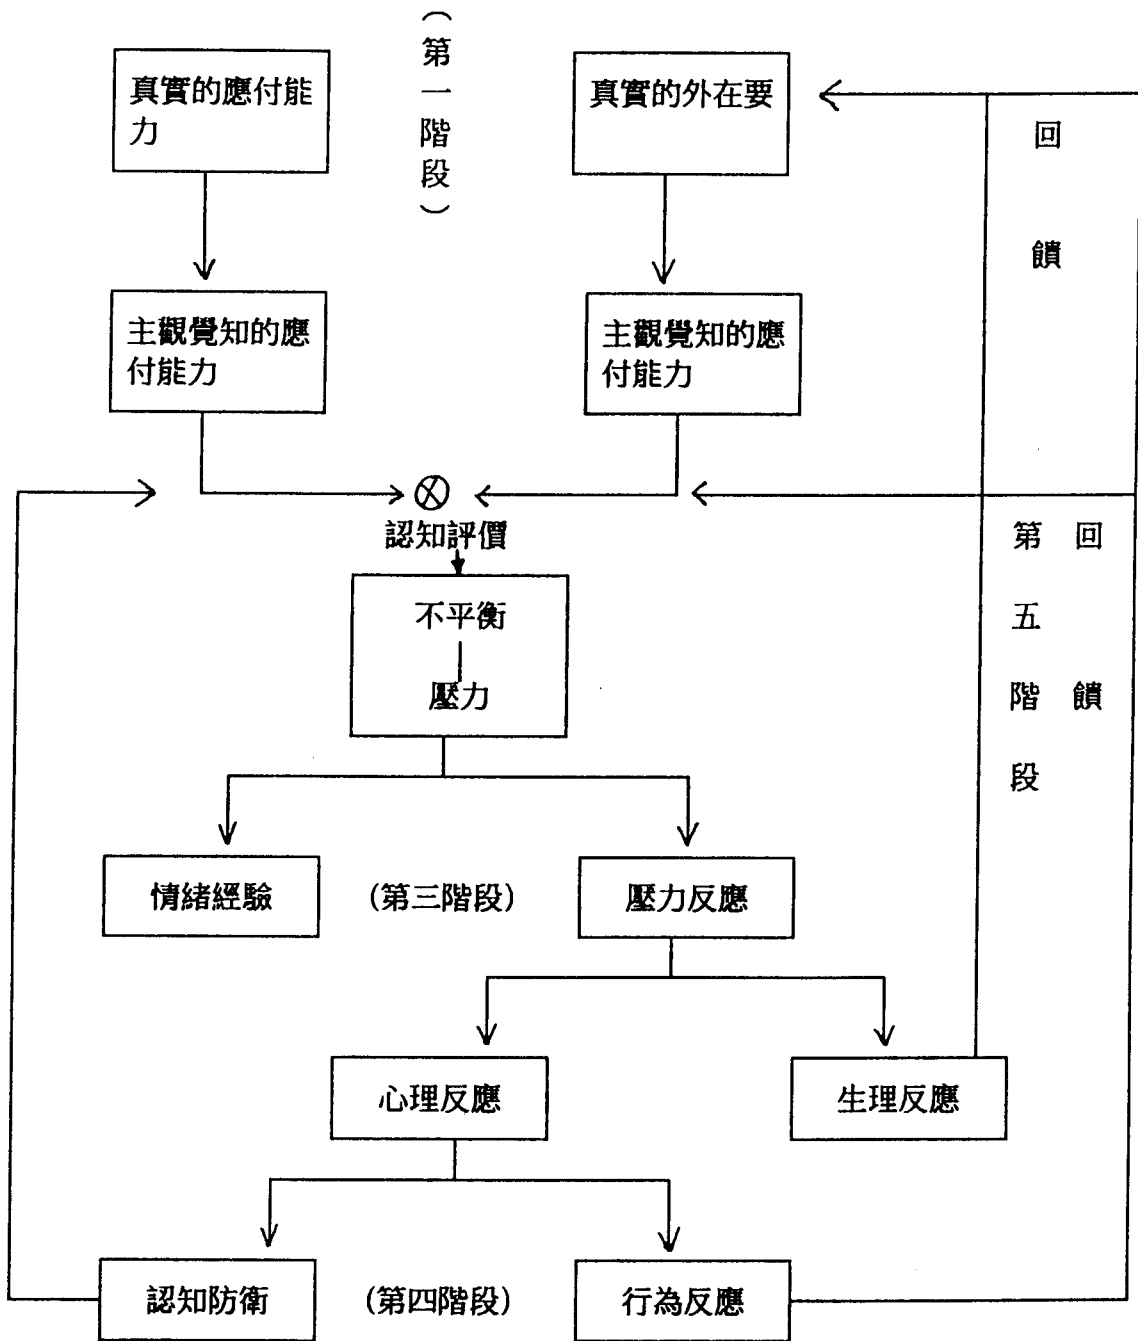 （第一階段）
真實的應付能
力
真實的外在要
回饋
主觀覺知的應
付能力
主觀覺知的應
付能力
認知評價
第五階段
回饋
不平衡
壓力
情緒經驗
(第三階段)
壓力反應
心理反應
生理反應
認知防衛
(第四階段)
行為反應